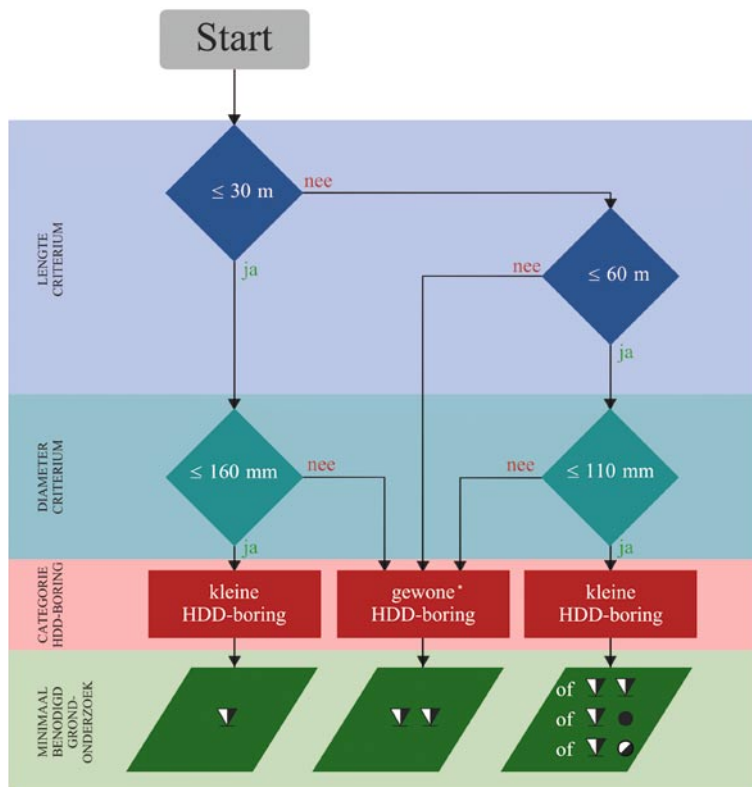 Start
LENGTE
CRITERIUM
≤ 30 m
nee
ja
nee
≤ 60 m
ja
DIAMETER
CRITERIUM
≤ 160 mm
nee
ja
nee
≤ 110 mm
ja
CATEGORIE
HDD-BORING
kleine
HDD-boring
gewone*
HDD-boring
kleine
HDD-boring
MINIMAAL
BENODIGD
GROND-
ONDERZOEK
of
of
of